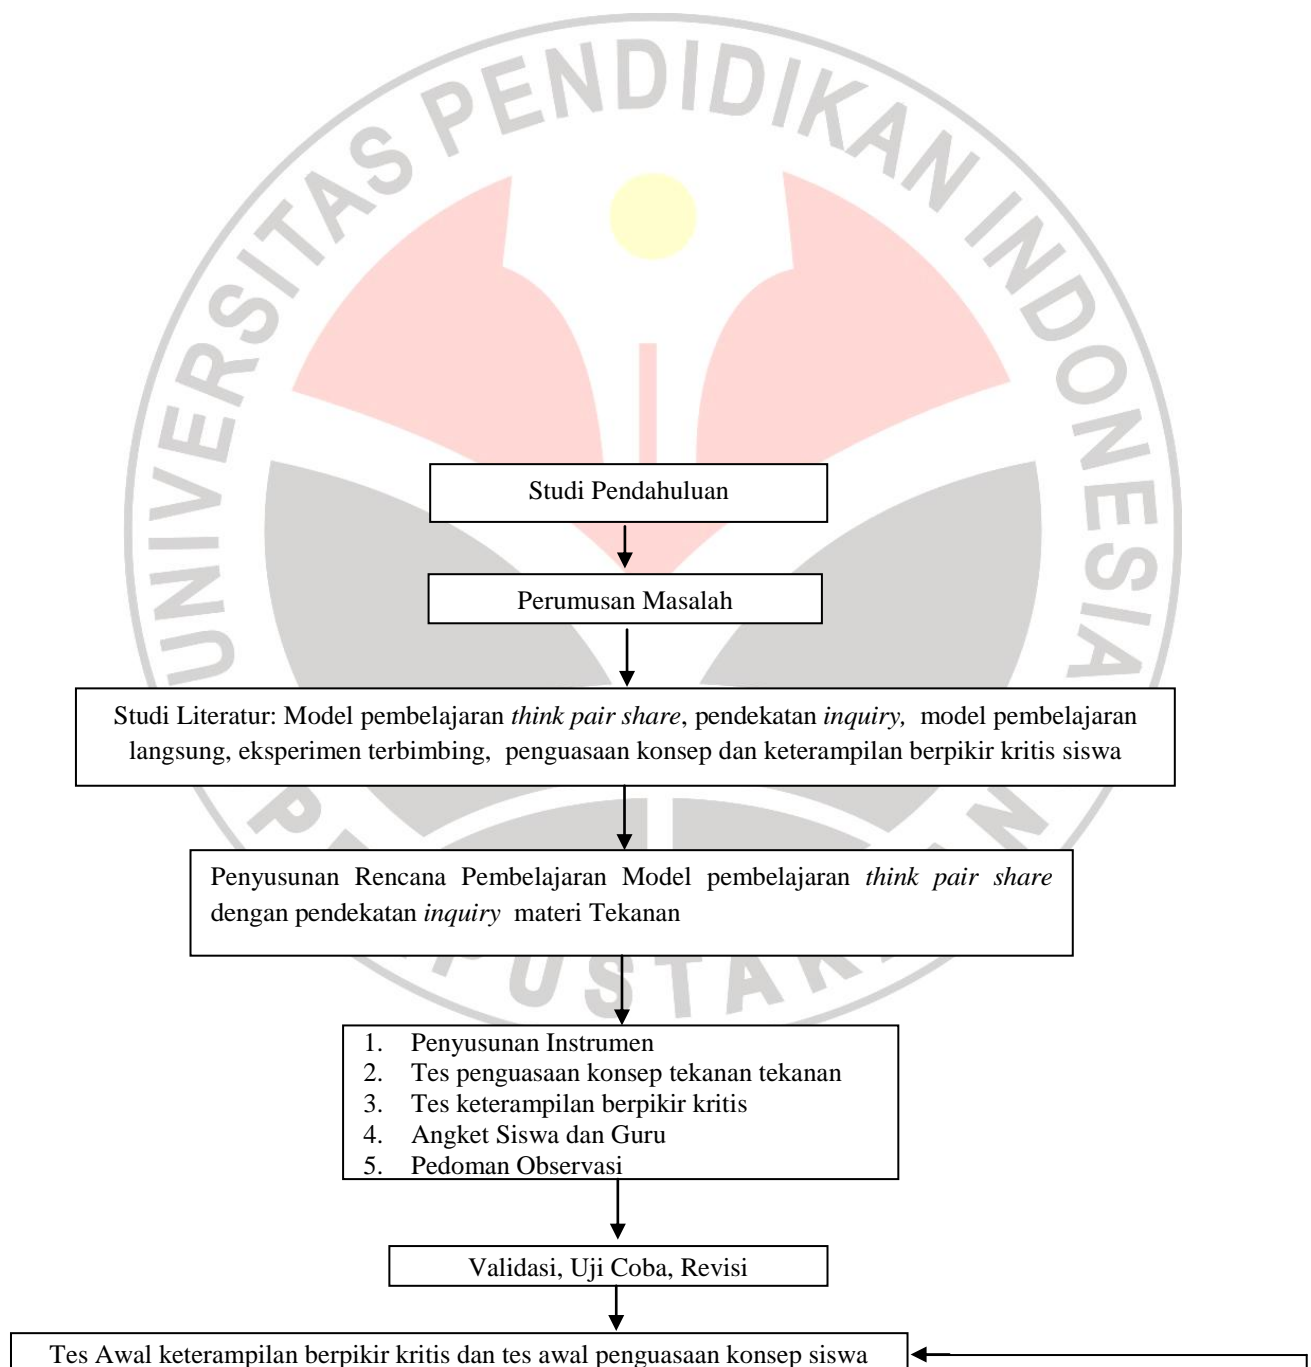 UNIVERSITAS PENDIDIKAN INDONESIA
Studi Pendahuluan
Perumusan Masalah
Studi Literatur: Model pembelajaran think pair share, pendekatan inquiry, model pembelajaran
langsung, eksperimen terbimbing, penguasaan konsep dan keterampilan berpikir kritis siswa
Penyusunan Rencana Pembelajaran Model pembelajaran think pair share
dengan pendekatan inquiry materi Tekanan
1. Penyusunan Instrumen
2. Tes penguasaan konsep tekanan tekanan
3. Tes keterampilan berpikir kritis
4. Angket Siswa dan Guru
5. Pedoman Observasi
Validasi, Uji Coba, Revisi
Tes Awal keterampilan berpikir kritis dan tes awal penguasaan konsep siswa